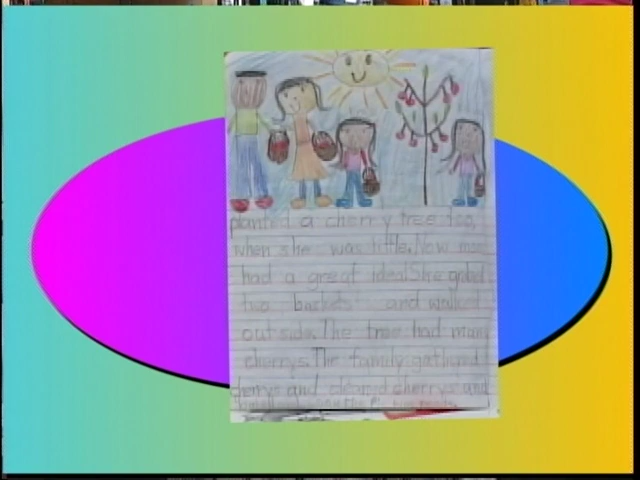 planted a cherry tree too,
when she was little. Now mom
had a great idea! She grabed
two baskets and walked
outside. The tree had many
cherrys. The family gathered
cherrys and cleaned cherrys and